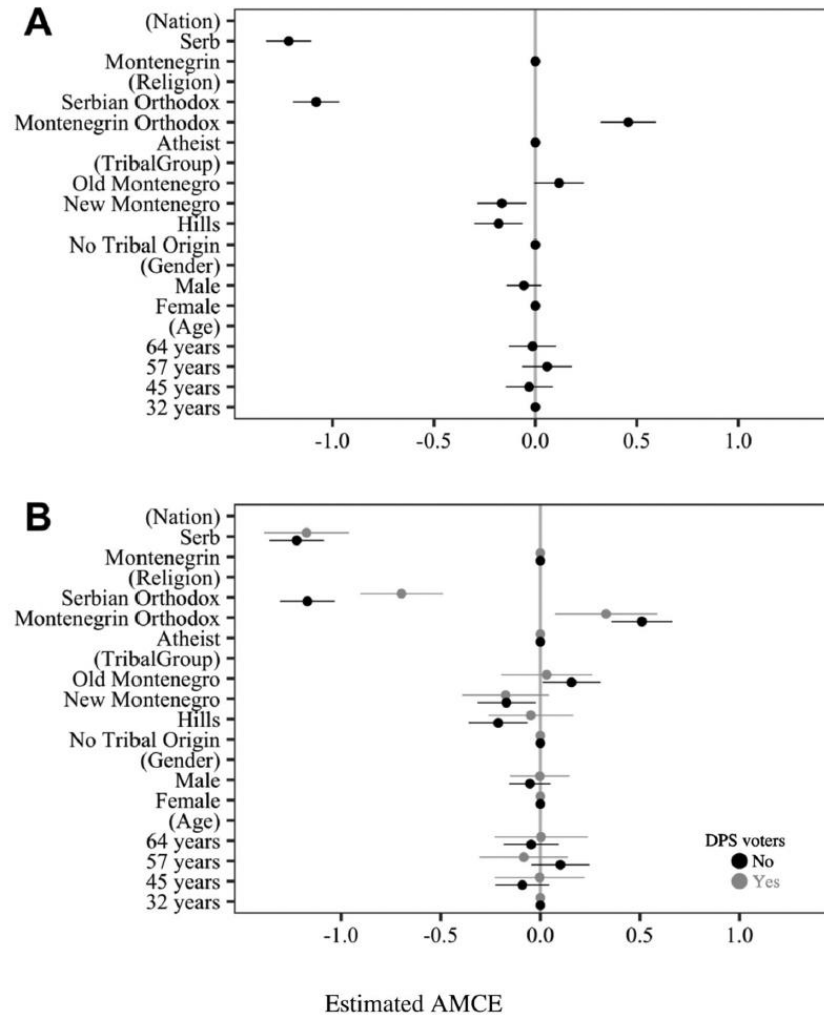 A
(Nation)
Serb
Montenegrin
(Religion)
Serbian Orthodox
Montenegrin Orthodox
Atheist
(TribalGroup)
Old Montenegro
New Montenegro
Hills
No Tribal Origin
(Gender)
Male
Female
(Age)
64 years
57 years
45 years
32 years
-1.0 -0.5 0.0 0.5 1.0
B
(Nation)
Serb
Montenegrin
(Religion)
Serbian Orthodox
Montenegrin Orthodox
Atheist
(TribalGroup)
Old Montenegro
New Montenegro
Hills
No Tribal Origin
(Gender)
Male
Female
(Age)
64 years
57 years
45 years
32 years
DPS voters
No
Yes
-1.0 -0.5 0.0 0.5 1.0
Estimated AMCE